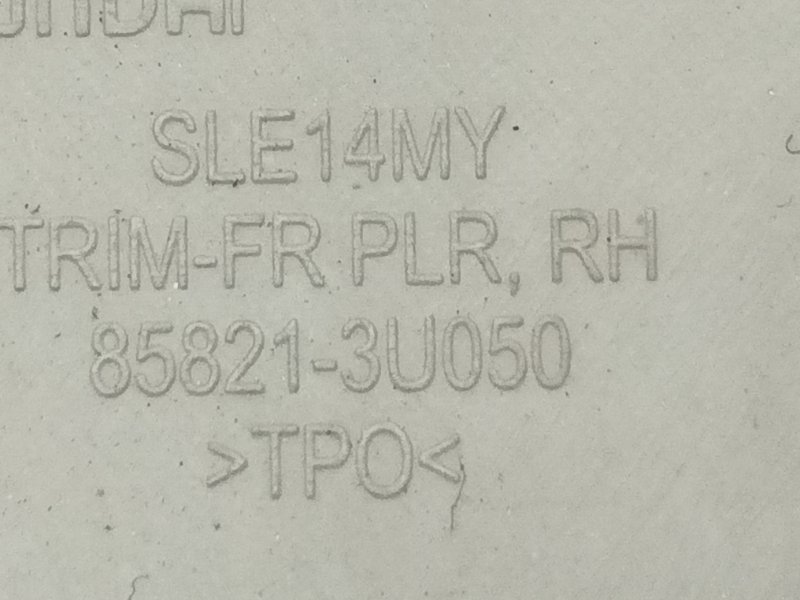 SLE14MY
TRIM-FR PLR, RH
85821-3U050
>TPO<